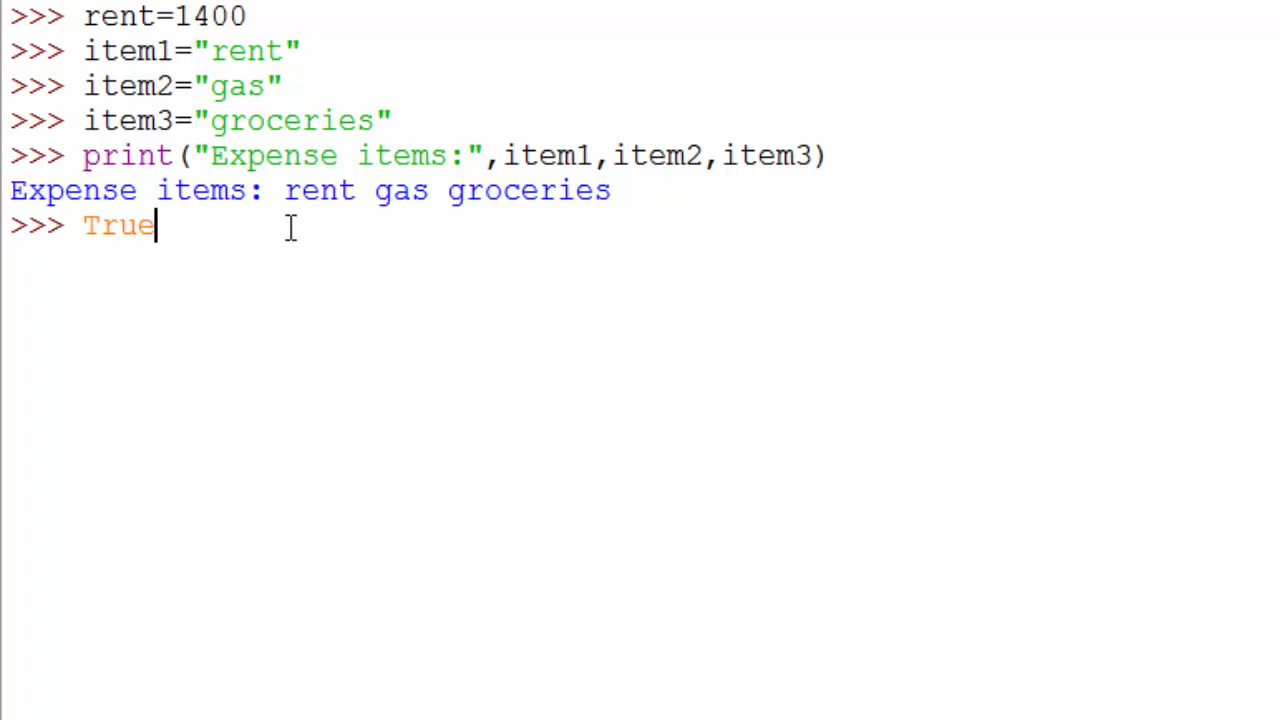 >>> rent=1400
>>> item1="rent"
>>> item2="gas"
>>> item3="groceries"
>>> print("Expense items:",item1,item2,item3)
Expense items: rent gas groceries
>>> True